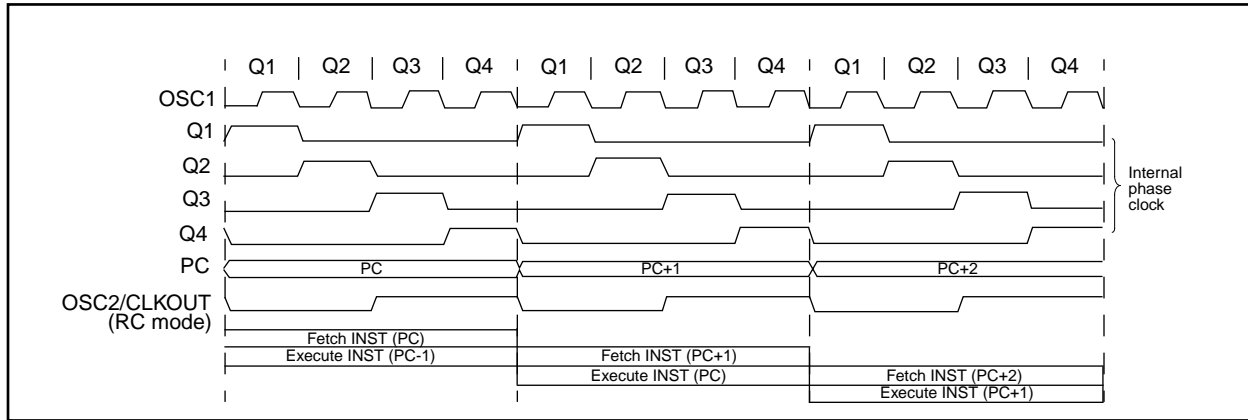 Q1 | Q2 | Q3 | Q4 | Q1 | Q2 | Q3 | Q4 | Q1 | Q2 | Q3 | Q4
OSC1
Q1
Q2
Q3
Q4
PC
PC
PC+1
PC+2
Internal
phase
clock
OSC2/CLKOUT
(RC mode)
Fetch INST (PC)
Execute INST (PC-1)
Fetch INST (PC+1)
Execute INST (PC)
Fetch INST (PC+2)
Execute INST (PC+1)